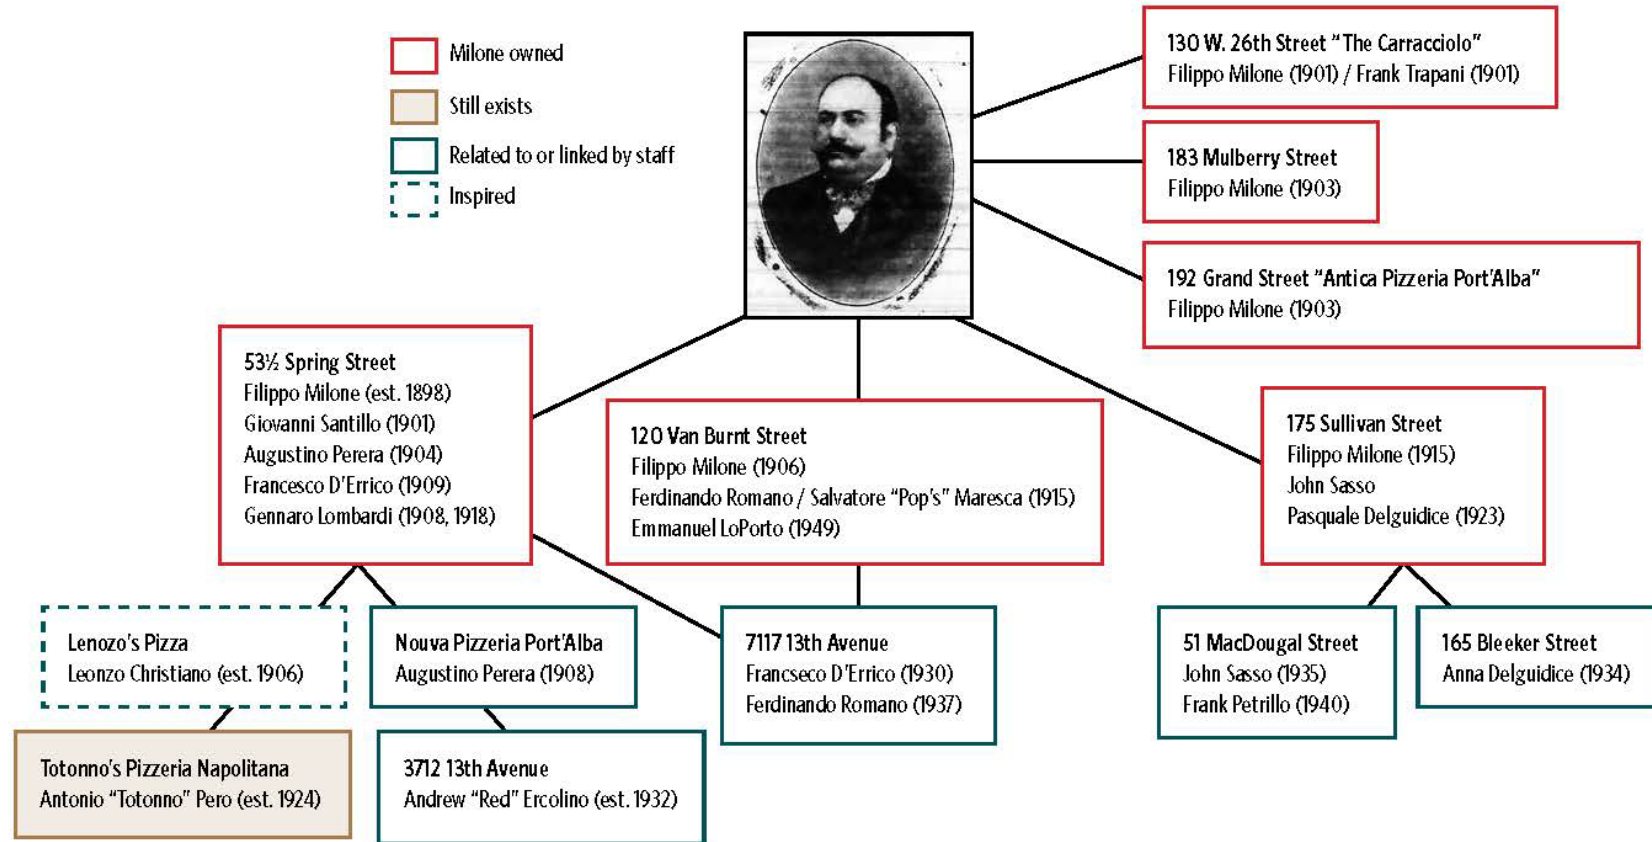 Milone owned
Still exists
Related to or linked by staff
Inspired
130 W. 26th Street “The Carracciolo”
Filippo Milone (1901) / Frank Trapani (1901)
183 Mulberry Street
Filippo Milone (1903)
192 Grand Street “Antica Pizzeria Port’Alba”
Filippo Milone (1903)
53½ Spring Street
Filippo Milone (est. 1898)
Giovanni Santillo (1901)
Augustino Perera (1904)
Francesco D’Errico (1909)
Gennaro Lombardi (1908, 1918)
120 Van Burnt Street
Filippo Milone (1906)
Ferdinando Romano / Salvatore “Pop’s” Maresca (1915)
Emmanuel LoPorto (1949)
175 Sullivan Street
Filippo Milone (1915)
John Sasso
Pasquale Delguidice (1923)
Lenozo’s Pizza
Leonzo Christiano (est. 1906)
Nouva Pizzeria Port’Alba
Augustino Perera (1908)
7117 13th Avenue
Francseco D’Errico (1930)
Ferdinando Romano (1937)
51 MacDougal Street
John Sasso (1935)
Frank Petrillo (1940)
165 Bleeker Street
Anna Delguidice (1934)
Totonno’s Pizzeria Napolitana
Antonio “Totonno” Pero (est. 1924)
3712 13th Avenue
Andrew “Red” Ercolino (est. 1932)